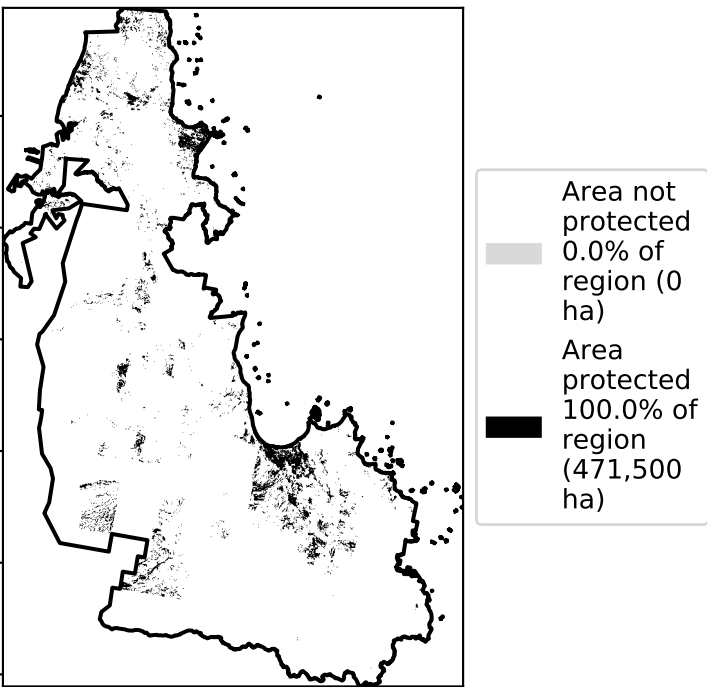 Area not
protected
0.0% of
region (0
ha)
Area
protected
100.0% of
region
(471,500
ha)